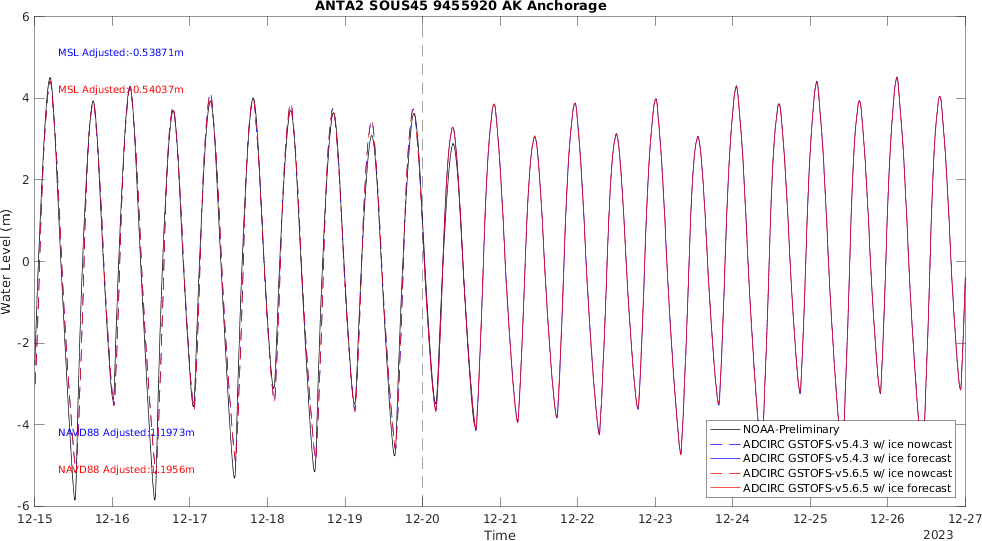 ANTA2 SOUS45 9455920 AK Anchorage
6
MSL Adjusted:-0.53871m
MSL Adjusted:-0.54037m
4
2
0
-2
-4
-6
Water Level (m)
NAVD88 Adjusted:1.1973m
NAVD88 Adjusted:1.1956m
NOAA-Preliminary
ADCIRC GSTOFS-v5.4.3 w/ ice nowcast
ADCIRC GSTOFS-v5.4.3 w/ ice forecast
ADCIRC GSTOFS-v5.6.5 w/ ice nowcast
ADCIRC GSTOFS-v5.6.5 w/ ice forecast
12-15 12-16 12-17 12-18 12-19 12-20 12-21 12-22 12-23 12-24 12-25 12-26 12-27
Time
2023